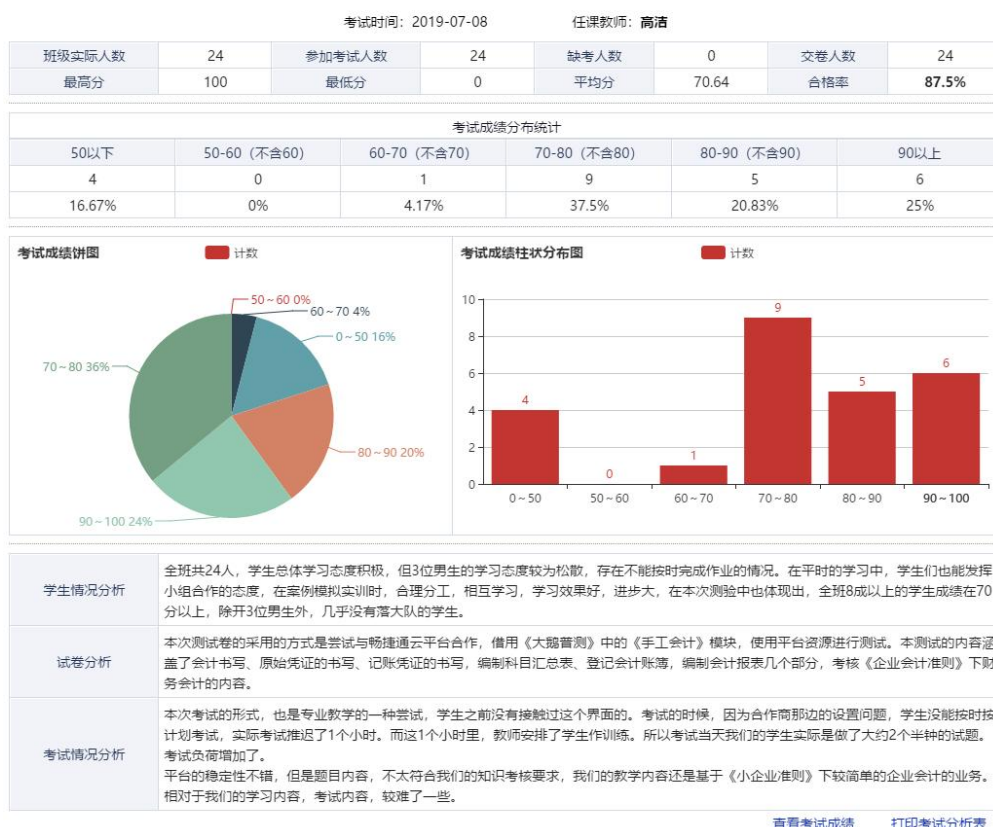 考试时间：2019-07-08 任课教师：高洁
班级实际人数 24 参加考试人数 24 缺考人数 0 交卷人数 24
最高分 100 最低分 0 平均分 70.64 合格率 87.5%
考试成绩分布统计
50以下 50-60（不含60） 60-70（不含70） 70-80（不含80） 80-90（不含90） 90以上
4 0 1 9 5 6
16.67% 0% 4.17% 37.5% 20.83% 25%
考试成绩饼图 计数
50～60 0%
60～70 4%
0～50 16%
70～80 36%
80～90 20%
90～100 24%
考试成绩柱状分布图 计数
10
8
6
4
2
0
4 0 1 9 5 6
0～50 50～60 60～70 70～80 80～90 90～100
学生情况分析
全班共24人，学生总体学习态度积极，但3位男生的学习态度较为松散，存在不能按时完成作业的情况。在平时的学习中，学生们也能发挥
小组合作的态度，在案例模拟实训时，合理分工，相互学习，学习效果好，进步大，在本次测验中也体现出，全班8成以上的学生成绩在70
分以上，除开3位男生外，几乎没有落大队的学生。
试卷分析
本次测试卷的采用的方式是尝试与畅捷通云平台合作，借用《大鹅普测》中的《手工会计》模块，使用平台资源进行测试。本测试的内容涵
盖了会计书写、原始凭证的书写、记账凭证的书写，编制科目汇总表、登记会计账簿，编制会计报表几个部分，考核《企业会计准则》下财
务会计的内容。
考试情况分析
本次考试的形式，也是专业教学的一种尝试，学生之前没有接触过这个界面的。考试的时候，因为合作商那边的设置问题，学生没能按时按
计划考试，实际考试推迟了1个小时。而这1个小时里，教师安排了学生作训练。所以考试当天我们的学生实际是做了大约2个半钟的试题。
考试负荷增加了。
平台的稳定性不错，但是题目内容，不太符合我们的知识考核要求，我们的教学内容还是基于《小企业准则》下较简单的企业会计的业务。
相对于我们的学习内容，考试内容，较难了一些。
查看考试成绩 打印考试分析表